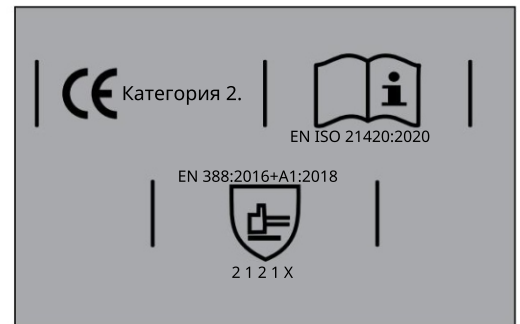 CE Категория 2.
i
EN ISO 21420:2020
EN 388:2016+A1:2018
2 1 2 1 X